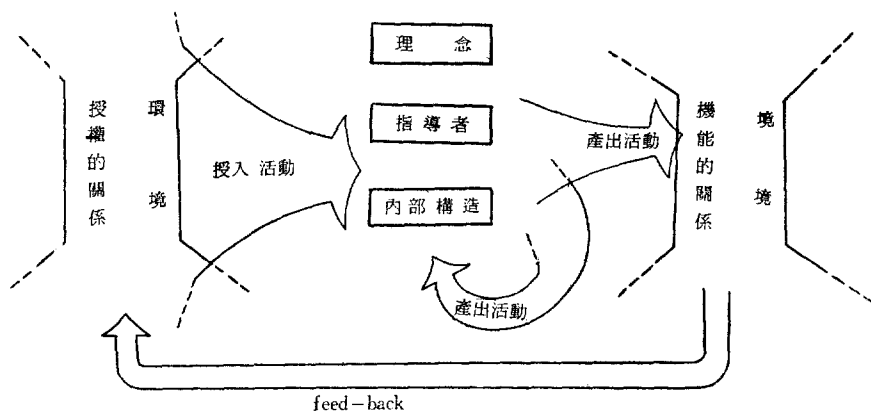 授權的關係
環境
授入 活動
理念
指導者
內部構造
產出活動
產出活動
機能的關係
境境
feed-back